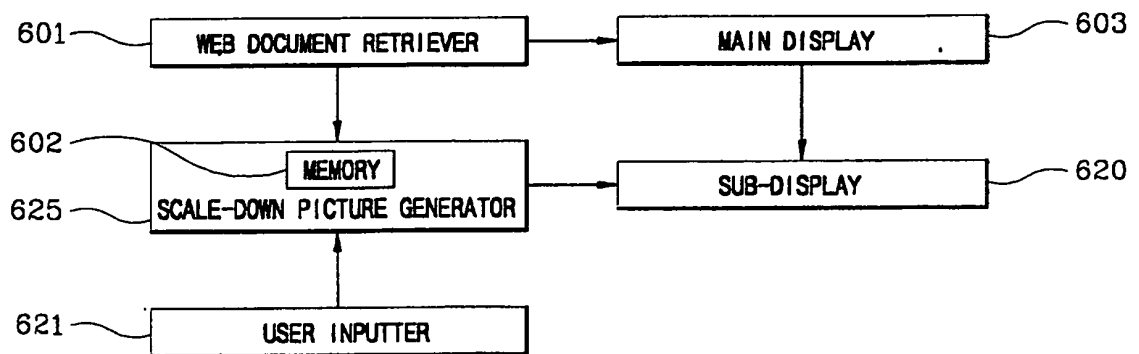 601
WEB DOCUMENT RETRIEVER
MAIN DISPLAY
603
602
MEMORY
625
SCALE-DOWN PICTURE GENERATOR
SUB-DISPLAY
620
621
USER INPUTTER